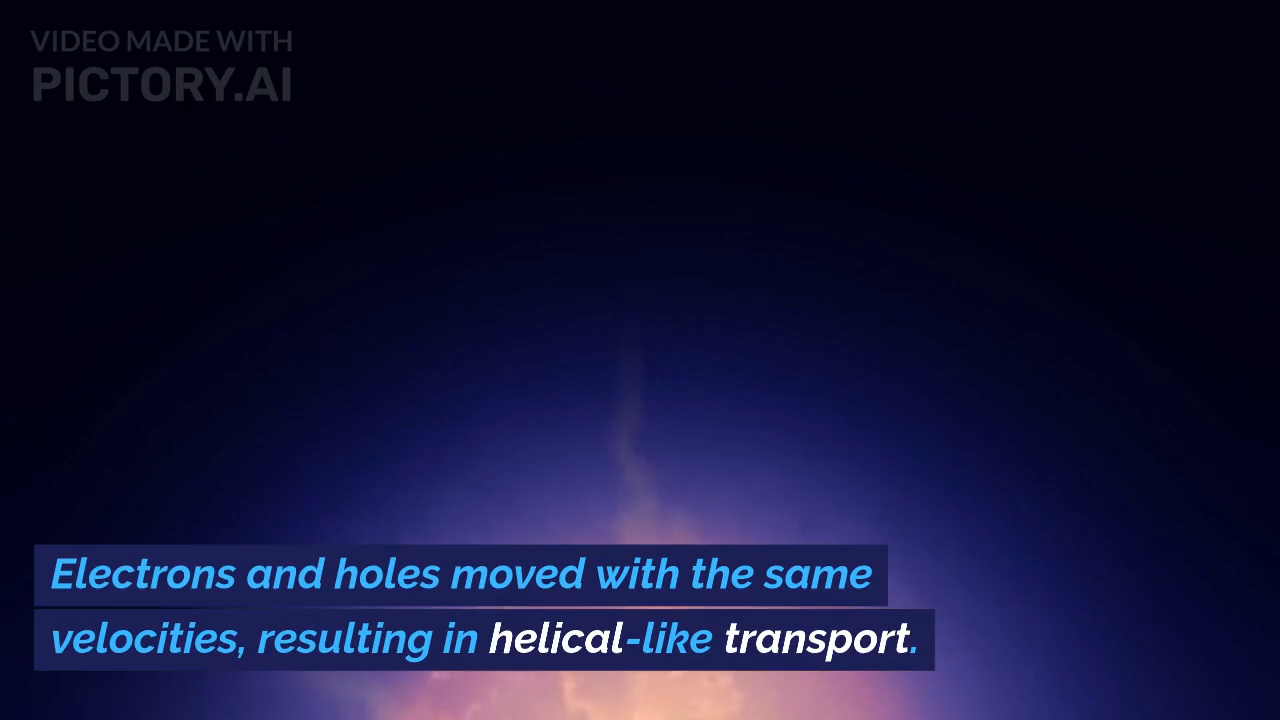 VIDEO MADE WITH
PICTORY.AI
Electrons and holes moved with the same
velocities, resulting in helical-like transport.